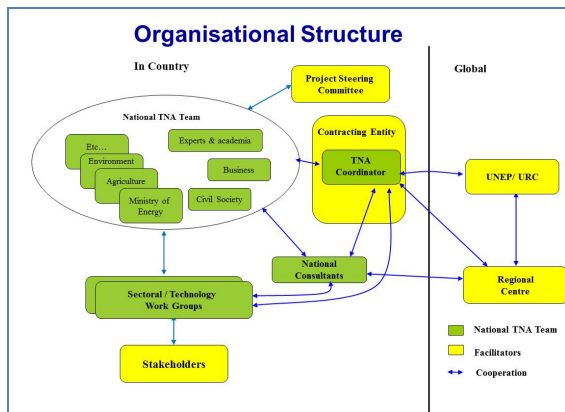 Organisational Structure
In Country
Global
Project Steering
Committee
National TNA Team
Contracting Entity
Etc...
Environment
Agriculture
Ministry of
Energy
Experts & academia
Business
Civil Society
TNA
Coordinator
UNEP/ URC
National
Consultants
Regional
Centre
Sectoral / Technology
Work Groups
Stakeholders
National TNA Team
Facilitators
Cooperation